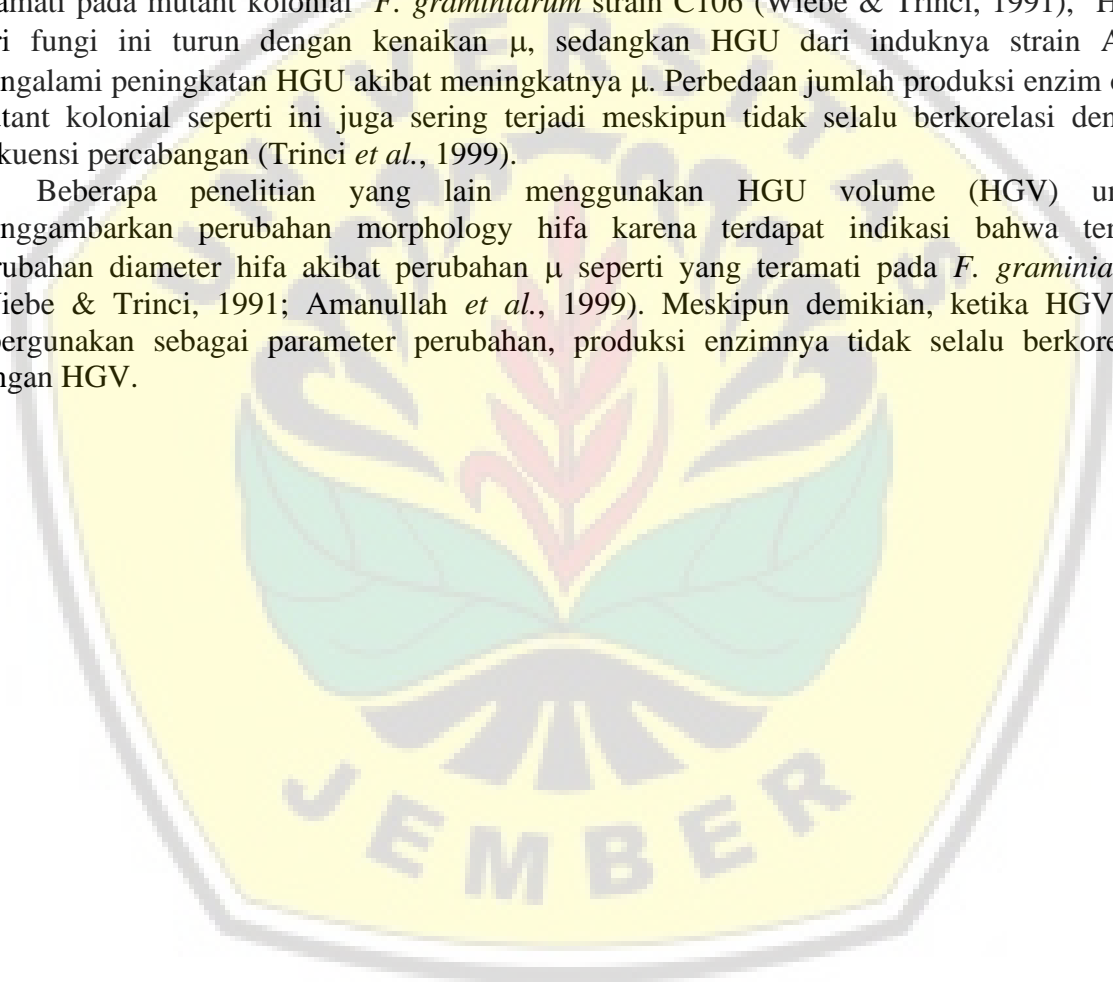 amati pada mutant kolonial F. graminiarum strain C106 (Wiebe & Trinci, 1991), H
ri fungi ini turun dengan kenaikan μ, sedangkan HGU dari induknya strain A
ngalami peningkatan HGU akibat meningkatnya μ. Perbedaan jumlah produksi enzim
tant kolonial seperti ini juga sering terjadi meskipun tidak selalu berkorelasi den
kuensi percabangan (Trinci et al., 1999).
Beberapa penelitian yang lain menggunakan HGU volume (HGV) un
nggambarkan perubahan morphology hifa karena terdapat indikasi bahwa ter
rubahan diameter hifa akibat perubahan μ seperti yang teramati pada F. graminia
iebe & Trinci, 1991; Amanullah et al., 1999). Meskipun demikian, ketika HGV
ergunakan sebagai parameter perubahan, produksi enzimnya tidak selalu berkore
ngan HGV.
UNIVERSITAS
JEMBER